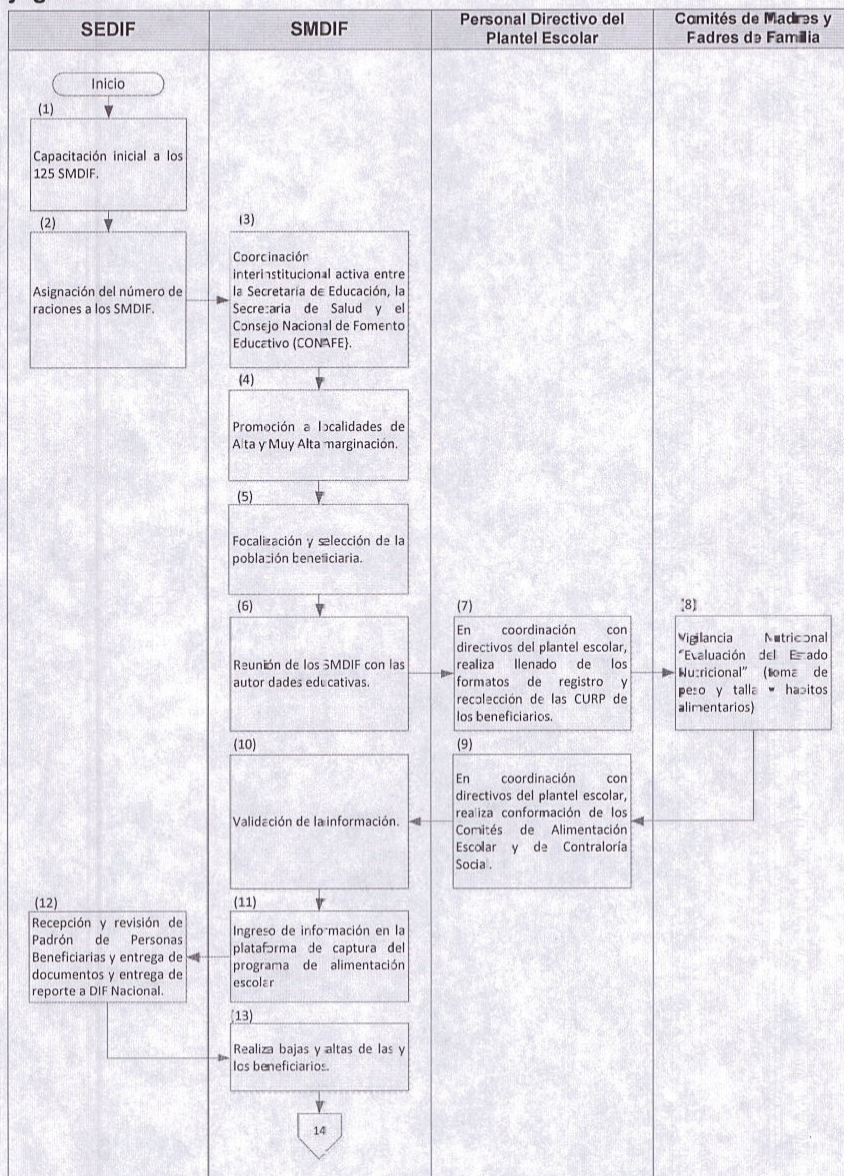 SEDIF
SMDIF
Personal Directivo del
Plantel Escolar
Comités de Madres y
Padres de Familia
Inicio
(1)
Capacitación inicial a los
125 SMDIF.
(2)
Asignación del número de
raciones a los SMDIF.
(3)
Coordinación
interinstitucional activa entre
la Secretaría de Educación, la
Secretaria de Salud y el
Consejo Nacional de Fomento
Educativo (CONAFE).
(4)
Promoción a localidades de
Alta y Muy Alta marginación.
(5)
Focalización y selección de la
población beneficiaria.
(6)
Reunión de los SMDIF con las
autoridades educativas.
(7)
En coordinación con
directivos del plantel escolar,
realiza llenado de los
formatos de registro y
recolección de las CURP de
los beneficiarios.
(8)
Vigilancia Nutricional
"Evaluación del Estado
Nutricional" (toma de
peso y talla y habitos
alimentarios)
(9)
En coordinación con
directivos del plantel escolar,
realiza conformación de los
Comités de Alimentación
Escolar y de Contraloría
Social.
(10)
Validación de la información.
(11)
Ingreso de información en la
plataforma de captura del
programa de alimentación
escolar
(12)
Recepción y revisión de
Padrón de Personas
Beneficiarias y entrega de
documentos y entrega de
reporte a DIF Nacional.
(13)
Realiza bajas y altas de las y
los beneficiarios.
14